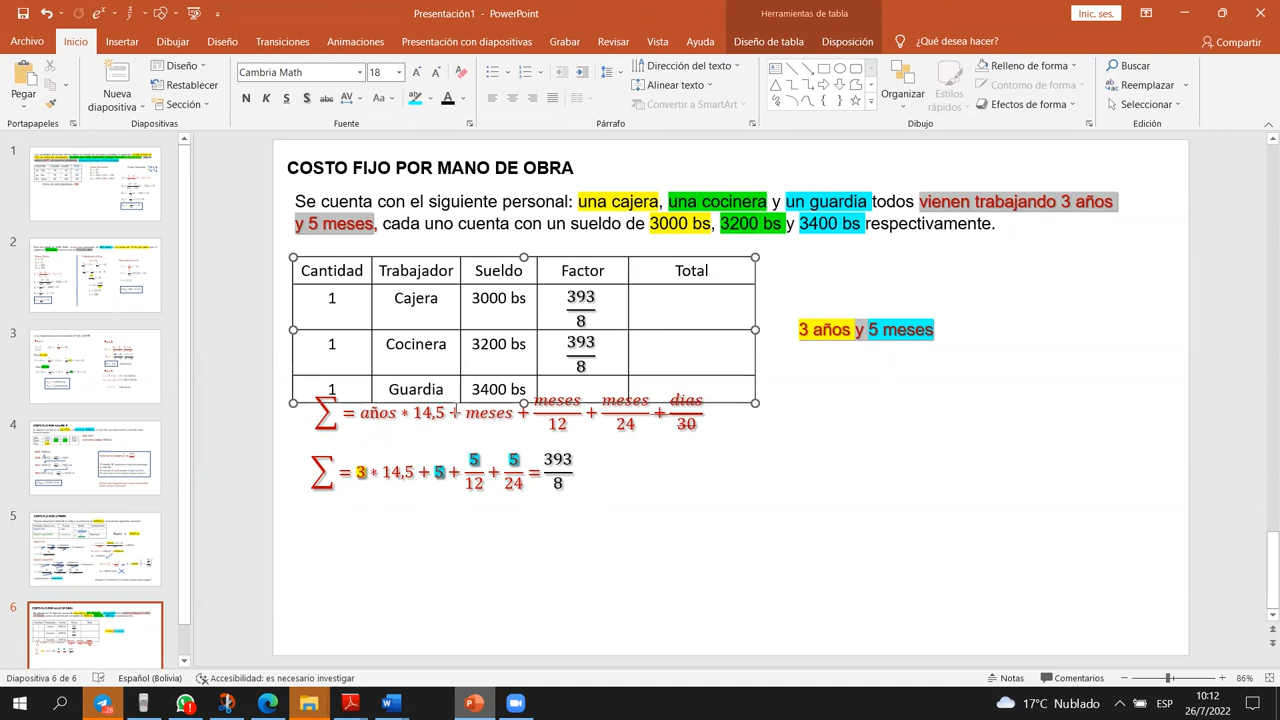 - PowerPoint
Herramientas de tabla
Inic. ses.
Archivo Inicio Insertar Dibujar Diseño Transiciones Animaciones Presentación con diapositivas Grabar Revisar Vista Ayuda Diseño de tabla Disposición ¿Qué desea hacer? Compartir
Pegar
Nueva diapositiva
Diseño
Restablecer
Sección
Cambria Math 18
N K S S abc AV Aa
Dirección del texto
Alinear texto
Convertir a SmartArt
Organizar
Estilos rápidos
Relleno de forma
Contorno de forma
Efectos de forma
Buscar
Reemplazar
Seleccionar
Portapapeles Diapositivas Fuente Párrafo Dibujo Edición
COSTO FIJO POR MANO DE OBRA
Se cuenta con el siguiente personal: una cajera, una cocinera y un guardia todos vienen trabajando 3 años
y 5 meses, cada uno cuenta con un sueldo de 3000 bs, 3200 bs y 3400 bs respectivamente.
Cantidad Trabajador Sueldo Factor Total
1 Cajera 3000 bs 393/8
1 Cocinera 3200 bs 393/8
1 Guardia 3400 bs
3 años y 5 meses
∑ = años * 14,5 + meses + meses/12 + meses/24 + dias/30
∑ = 3 * 14,5 + 5 + 5/12 + 5/24 = 393/8
1
3
4
5
6
Diapositiva 6 de 6 Español (Bolivia) Accesibilidad: es necesario investigar Notas Comentarios 86%
17°C Nublado ESP 10:12
26/7/2022